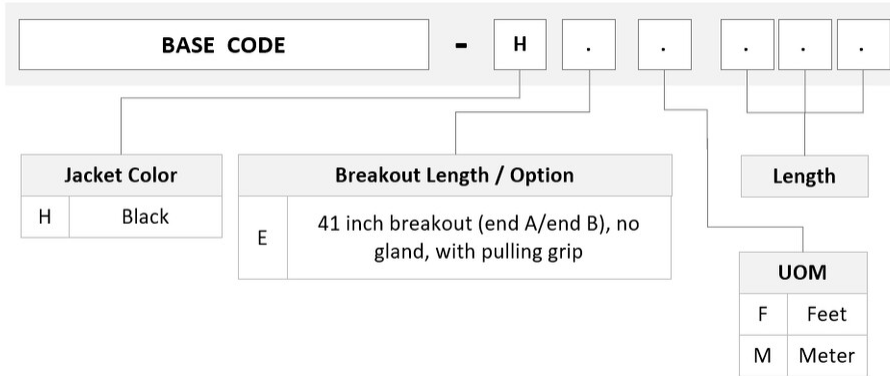 BASE CODE - H . . . . .
Jacket Color
H Black
Breakout Length / Option
E 41 inch breakout (end A/end B), no
gland, with pulling grip
Length
UOM
F Feet
M Meter